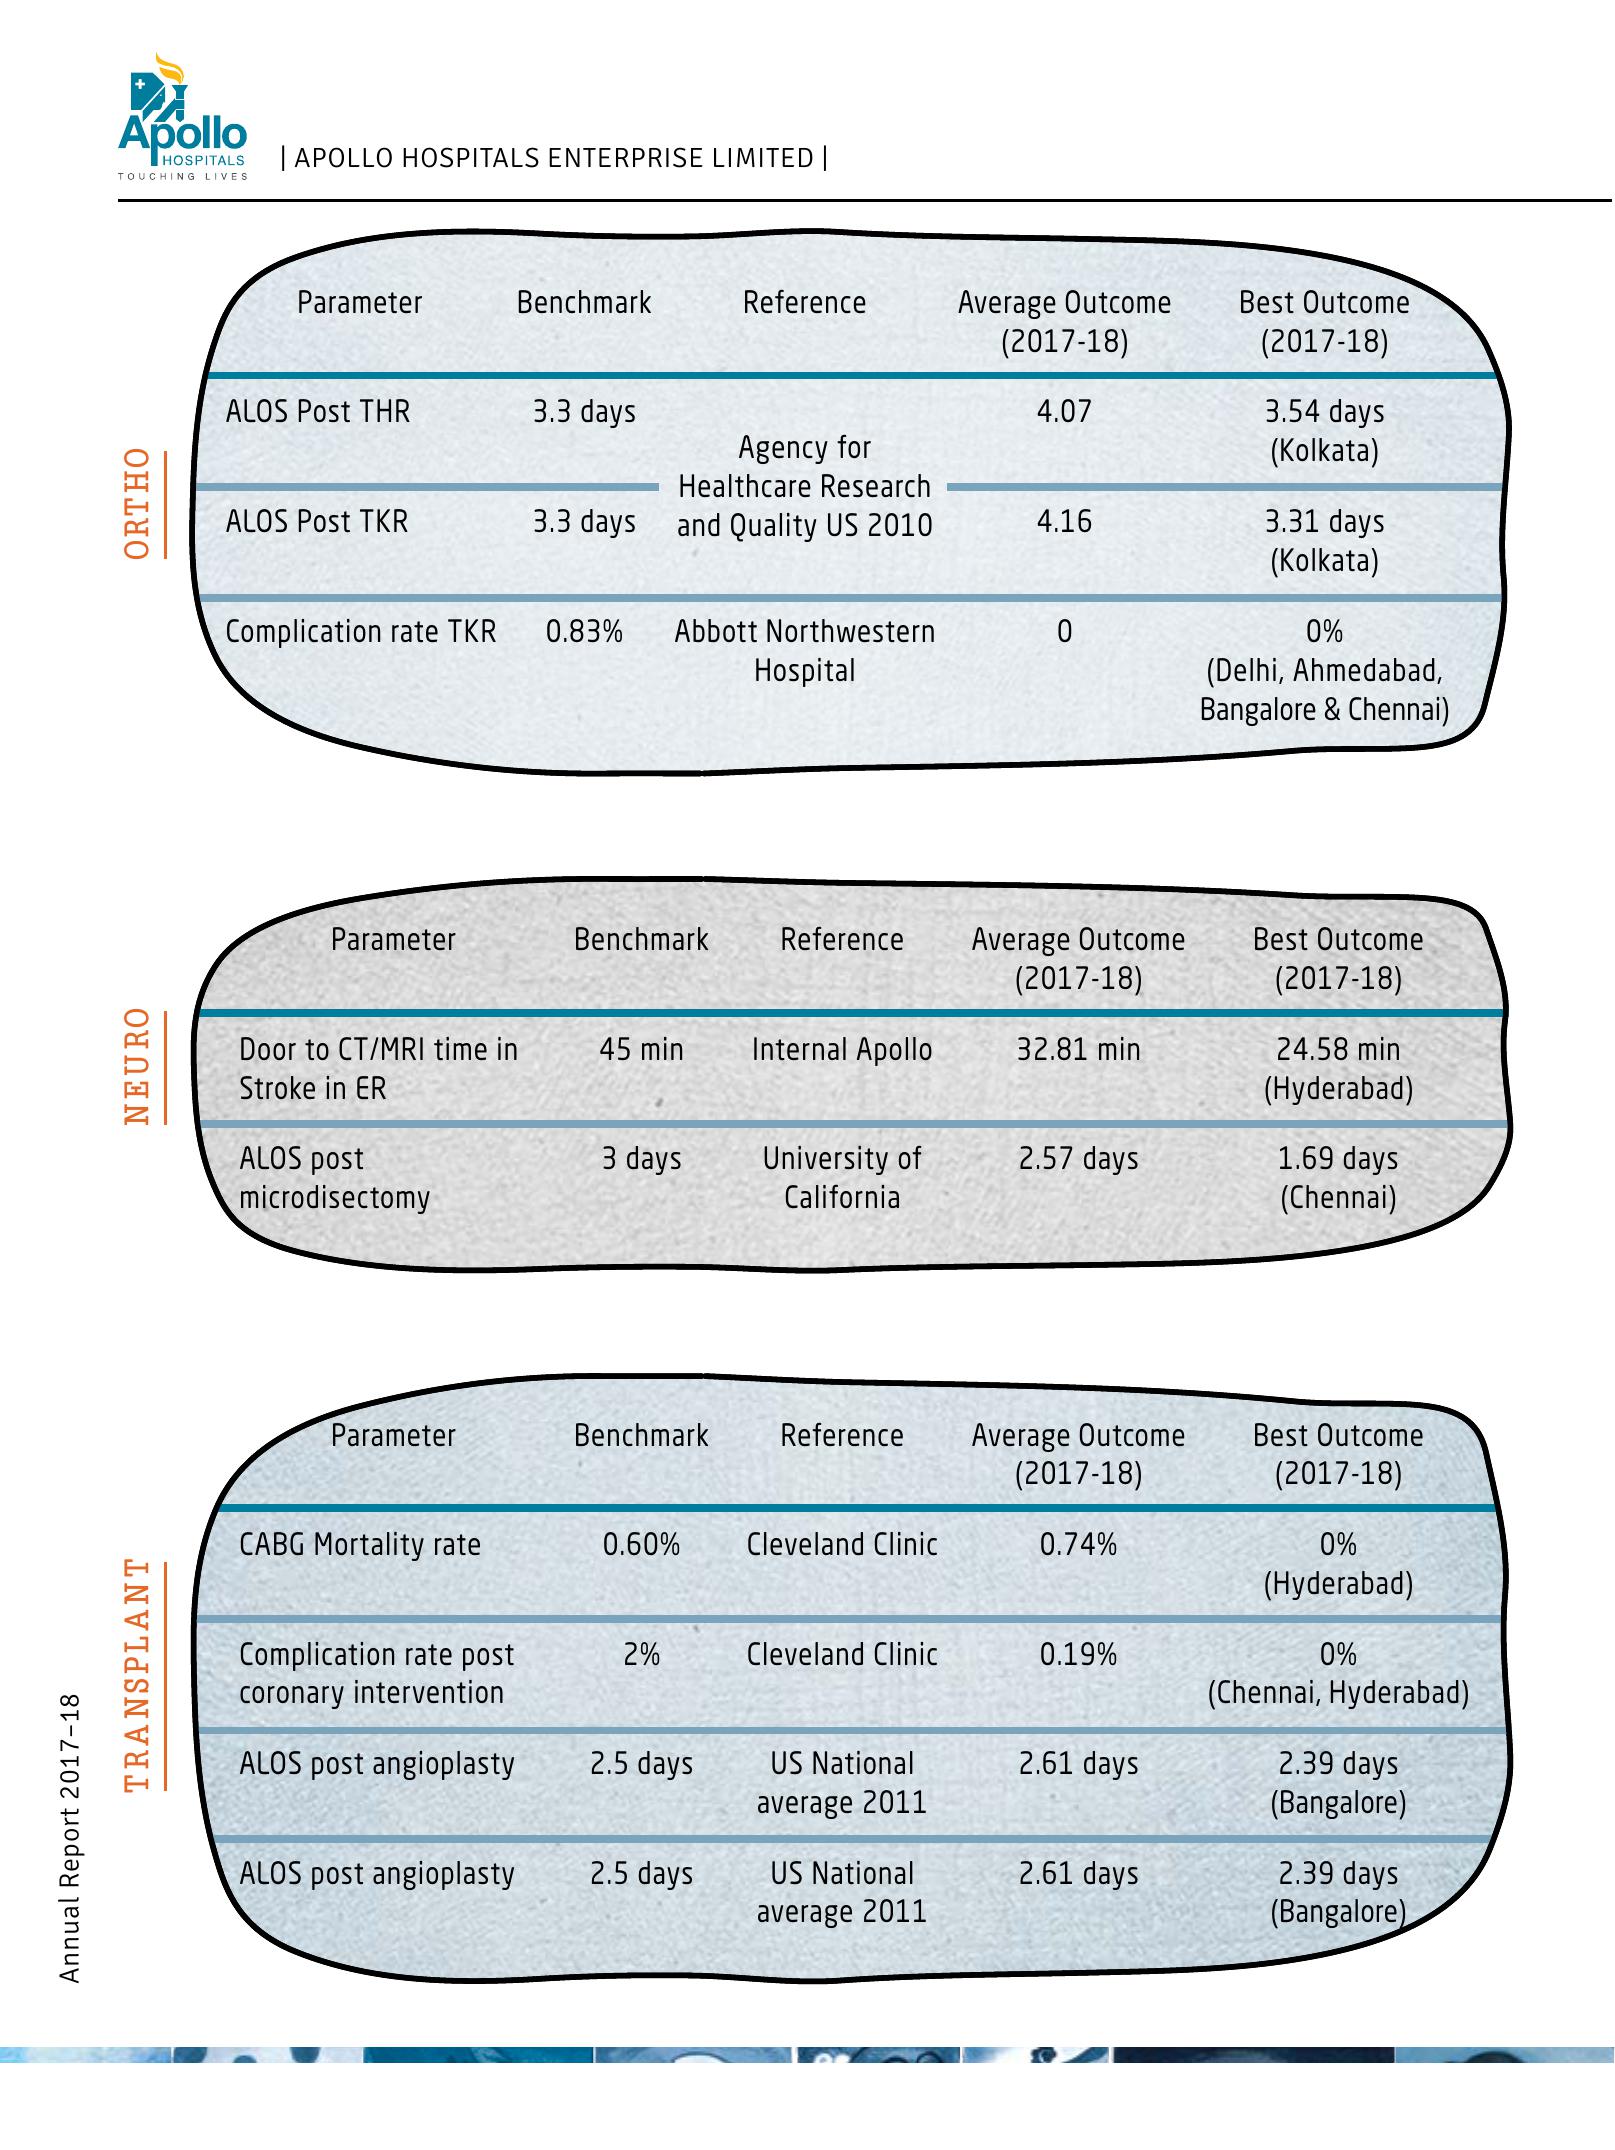 Apollo
HOSPITALS
TOUCHING LIVES
| APOLLO HOSPITALS ENTERPRISE LIMITED |
ORTHO
Parameter Benchmark Reference Average Outcome Best Outcome
(2017-18) (2017-18)
ALOS Post THR 3.3 days 4.07 3.54 days
Agency for
(Kolkata)
Healthcare Research
ALOS Post TKR 3.3 days and Quality US 2010 4.16 3.31 days
(Kolkata)
Complication rate TKR 0.83% Abbott Northwestern 0 0%
Hospital (Delhi, Ahmedabad,
Bangalore & Chennai)
NEURO
Parameter Benchmark Reference Average Outcome Best Outcome
(2017-18) (2017-18)
Door to CT/MRI time in 45 min Internal Apollo 32.81 min 24.58 min
Stroke in ER (Hyderabad)
ALOS post 3 days University of 2.57 days 1.69 days
microdisectomy California (Chennai)
TRANSPLANT
Parameter Benchmark Reference Average Outcome Best Outcome
(2017-18) (2017-18)
CABG Mortality rate 0.60% Cleveland Clinic 0.74% 0%
(Hyderabad)
Complication rate post 2% Cleveland Clinic 0.19% 0%
coronary intervention (Chennai, Hyderabad)
ALOS post angioplasty 2.5 days US National 2.61 days 2.39 days
average 2011 (Bangalore)
ALOS post angioplasty 2.5 days US National 2.61 days 2.39 days
average 2011 (Bangalore)
Annual Report 2017-18